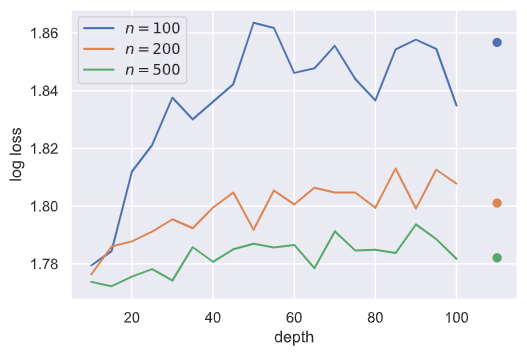 n = 100
n = 200
n = 500
1.86
1.84
1.82
1.80
1.78
log loss
20 40 60 80 100
depth